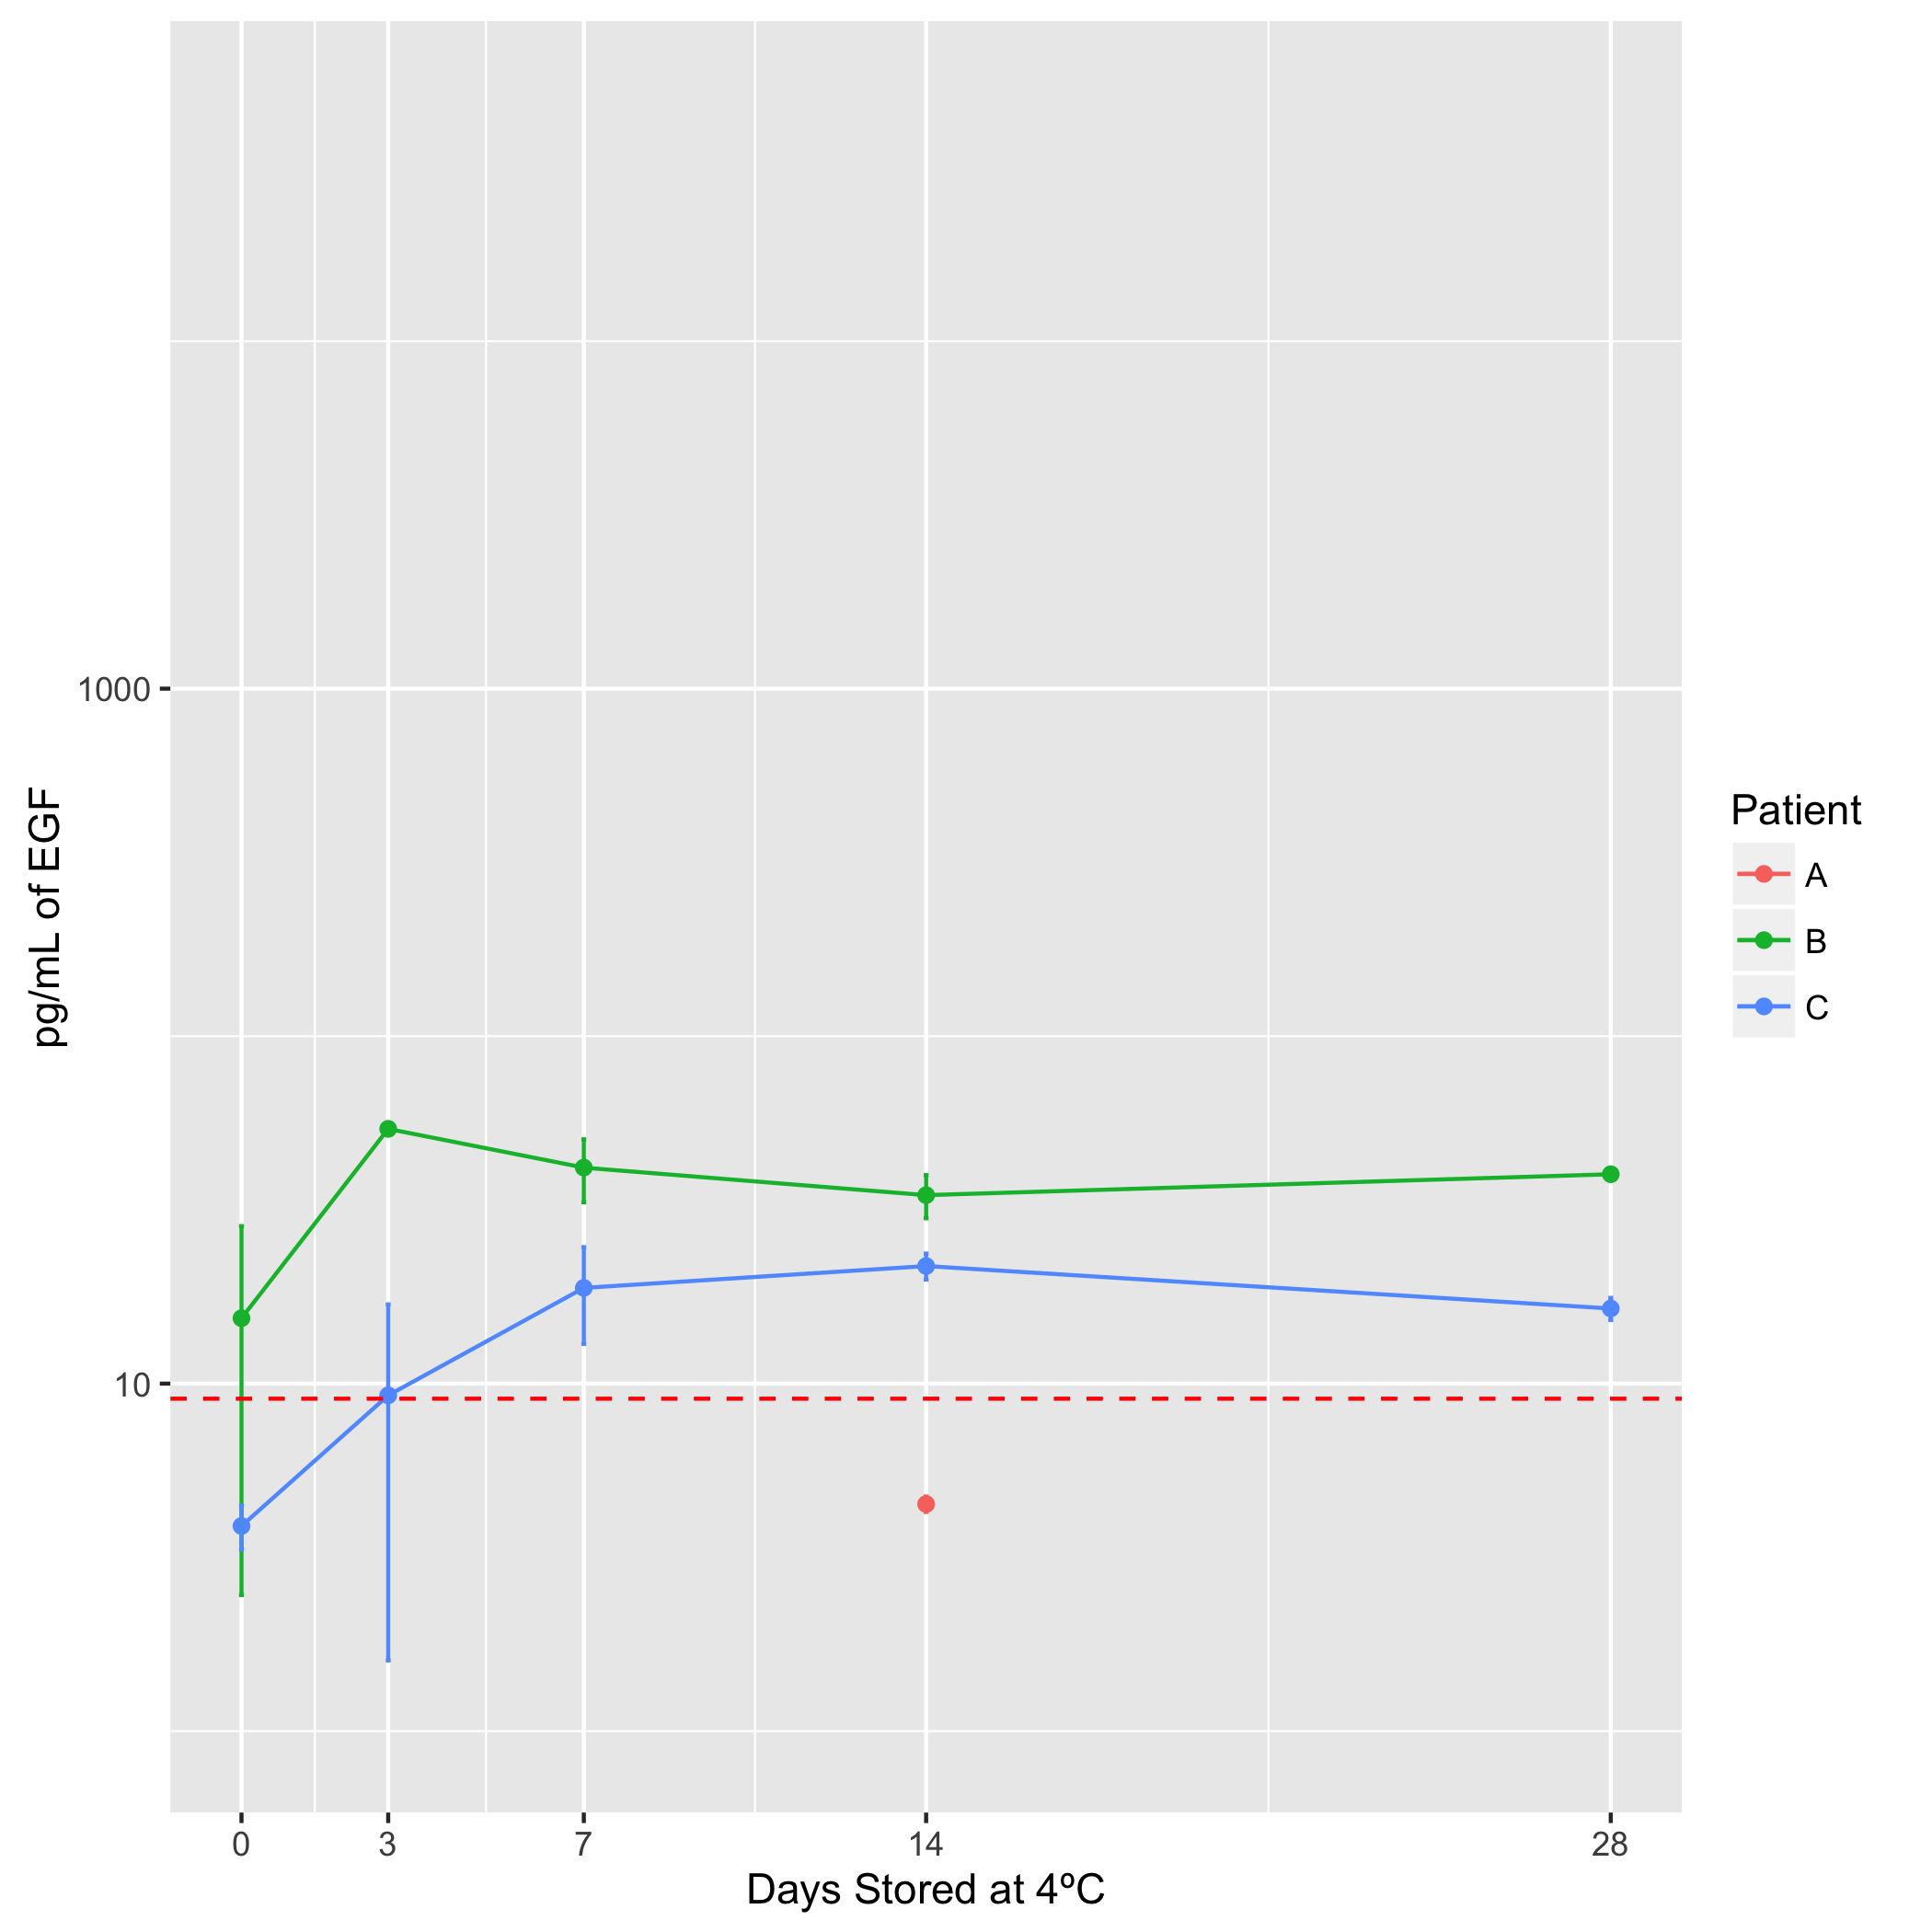 pg/mL of EGF
1000
10
0 3 7 14 28
Days Stored at 4ºC
Patient
A
B
C